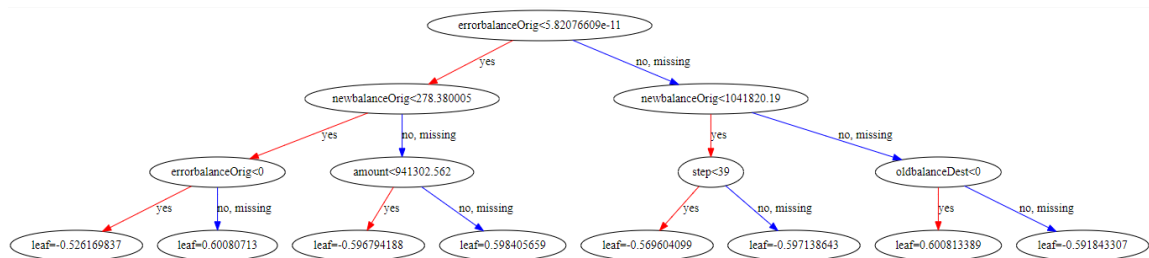 errorbalanceOrig<5.82076609e-11
yes
no, missing
newbalanceOrig<278.380005
newbalanceOrig<1041820.19
yes
no, missing
yes
no, missing
errorbalanceOrig<0
amount<941302.562
step<39
oldbalanceDest<0
yes
no, missing
yes
no, missing
yes
no, missing
yes
no, missing
leaf=-0.526169837
leaf=0.60080713
leaf=-0.596794188
leaf=0.598405659
leaf=-0.569604099
leaf=-0.597138643
leaf=0.600813389
leaf=-0.591843307